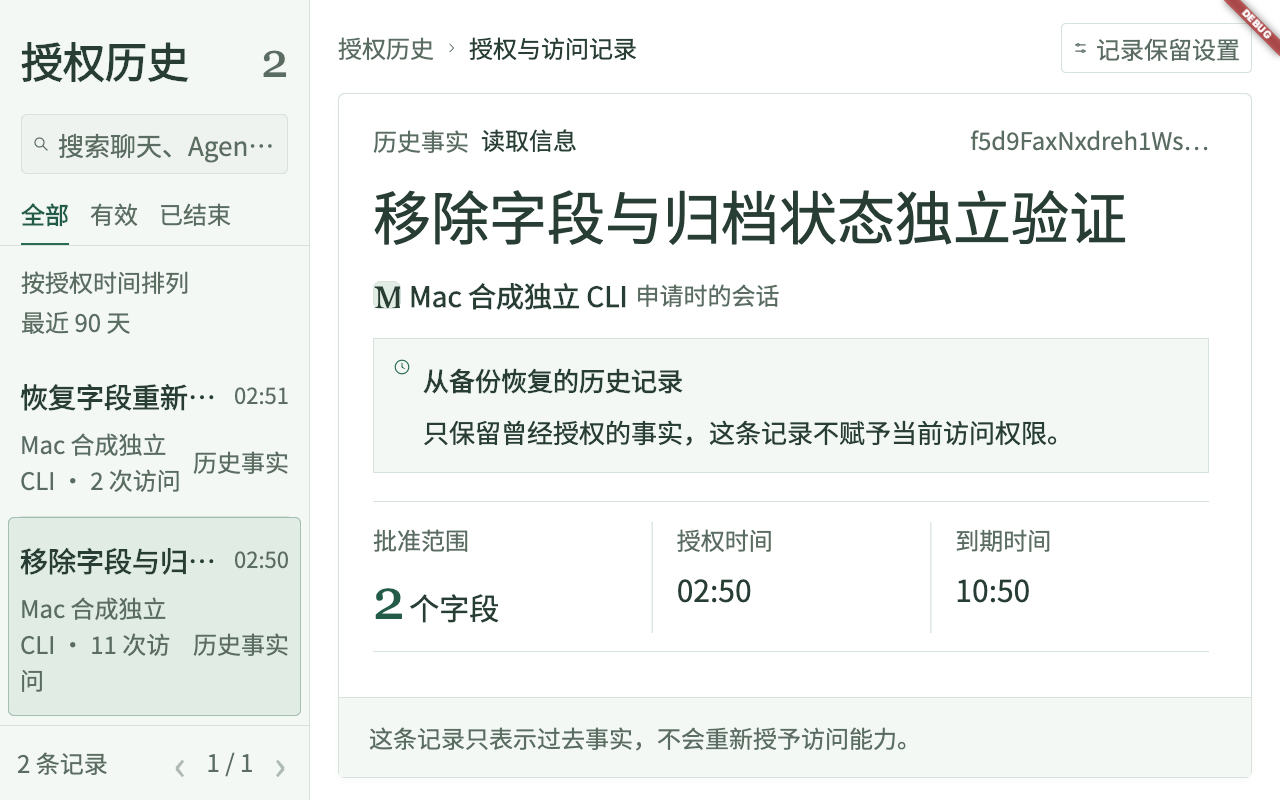 授权历史 2
搜索聊天、Agen…
全部 有效 已结束
按授权时间排列
最近 90 天
恢复字段重新… 02:51
Mac 合成独立
CLI • 2 次访问
历史事实
移除字段与归… 02:50
Mac 合成独立
CLI • 11 次访
问
历史事实
2 条记录 ‹ 1 / 1 ›
授权历史 › 授权与访问记录
记录保留设置
DEBUG
历史事实 读取信息
f5d9FaxNxdreh1Ws…
移除字段与归档状态独立验证
M Mac 合成独立 CLI 申请时的会话
从备份恢复的历史记录
只保留曾经授权的事实，这条记录不赋予当前访问权限。
批准范围
2 个字段
授权时间
02:50
到期时间
10:50
这条记录只表示过去事实，不会重新授予访问能力。